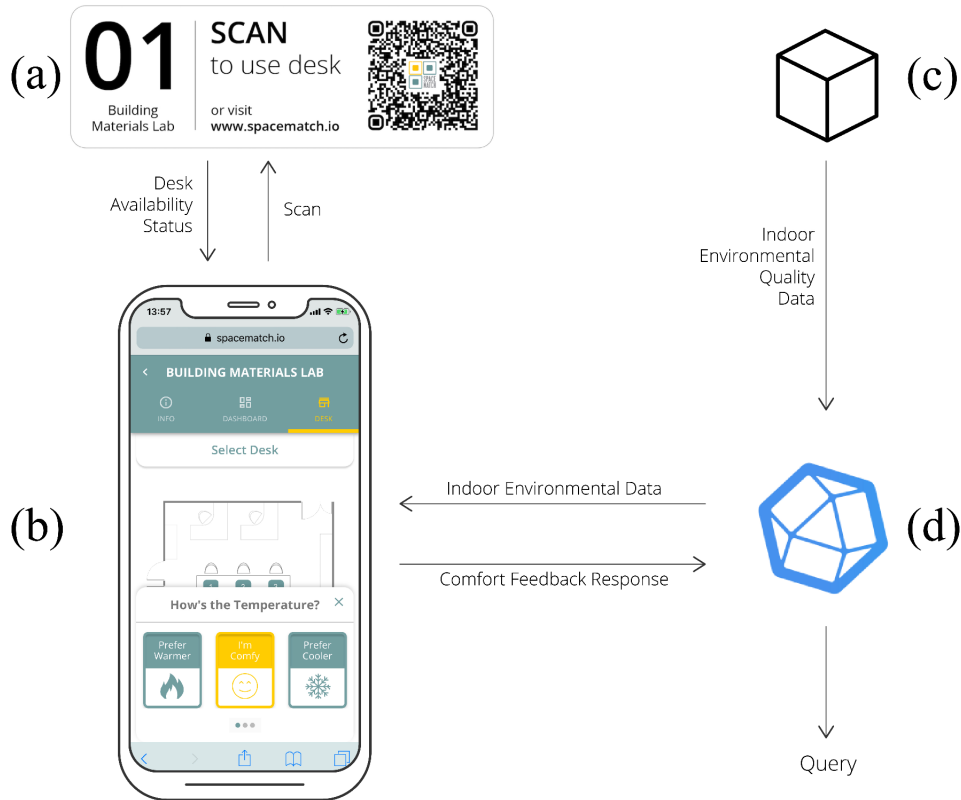 (a)
01
Building
Materials Lab
SCAN
to use desk
or visit
www.spacematch.io
SPACE
MATCH
(c)
Desk
Availability
Status
Scan
Indoor
Environmental
Quality
Data
13:57
spacematch.io
BUILDING MATERIALS LAB
INFO
DASHBOARD
DESK
Select Desk
(b)
Indoor Environmental Data
Comfort Feedback Response
(d)
1 2 3
How's the Temperature?
Prefer
Warmer
I'm
Comfy
Prefer
Cooler
Query